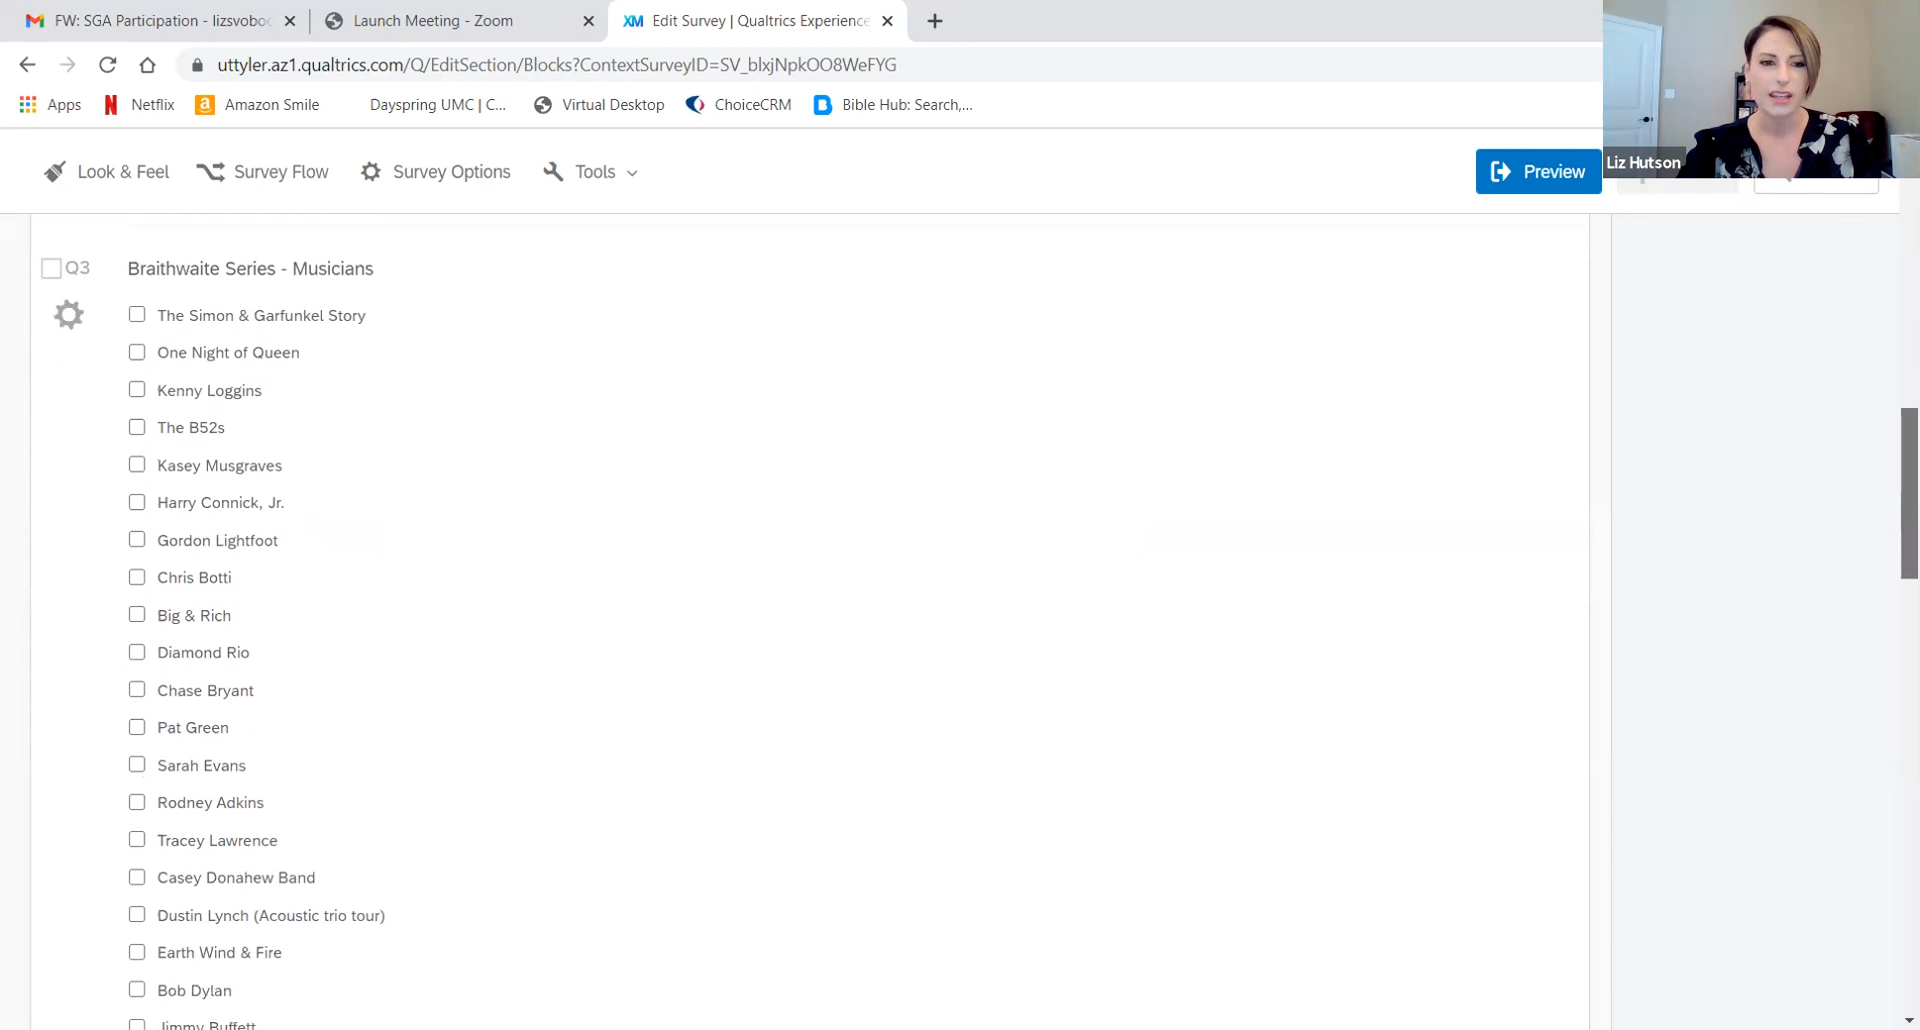 FW: SGA Participation - lizsvoboc
Launch Meeting - Zoom
XM Edit Survey | Qualtrics Experience
uttyler.az1.qualtrics.com/Q/EditSection/Blocks?ContextSurveyID=SV_blxjNpkOO8WeFYG
Apps
Netflix
Amazon Smile
Dayspring UMC | C...
Virtual Desktop
ChoiceCRM
Bible Hub: Search,...
Liz Hutson
Look & Feel
Survey Flow
Survey Options
Tools
Preview
Q3
Braithwaite Series - Musicians
The Simon & Garfunkel Story
One Night of Queen
Kenny Loggins
The B52s
Kasey Musgraves
Harry Connick, Jr.
Gordon Lightfoot
Chris Botti
Big & Rich
Diamond Rio
Chase Bryant
Pat Green
Sarah Evans
Rodney Adkins
Tracey Lawrence
Casey Donahew Band
Dustin Lynch (Acoustic trio tour)
Earth Wind & Fire
Bob Dylan
Jimmy Buffett